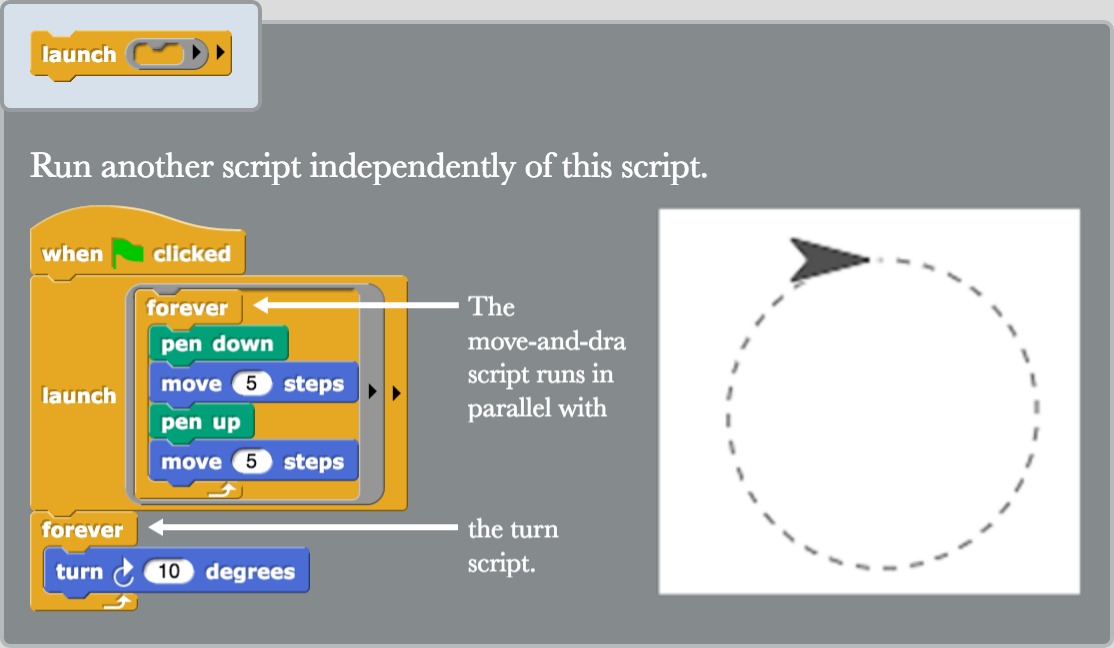 launch
Run another script independently of this script.
when clicked
launch
forever
pen down
move 5 steps
pen up
move 5 steps
The
move-and-dra
script runs in
parallel with
forever
turn 10 degrees
the turn
script.